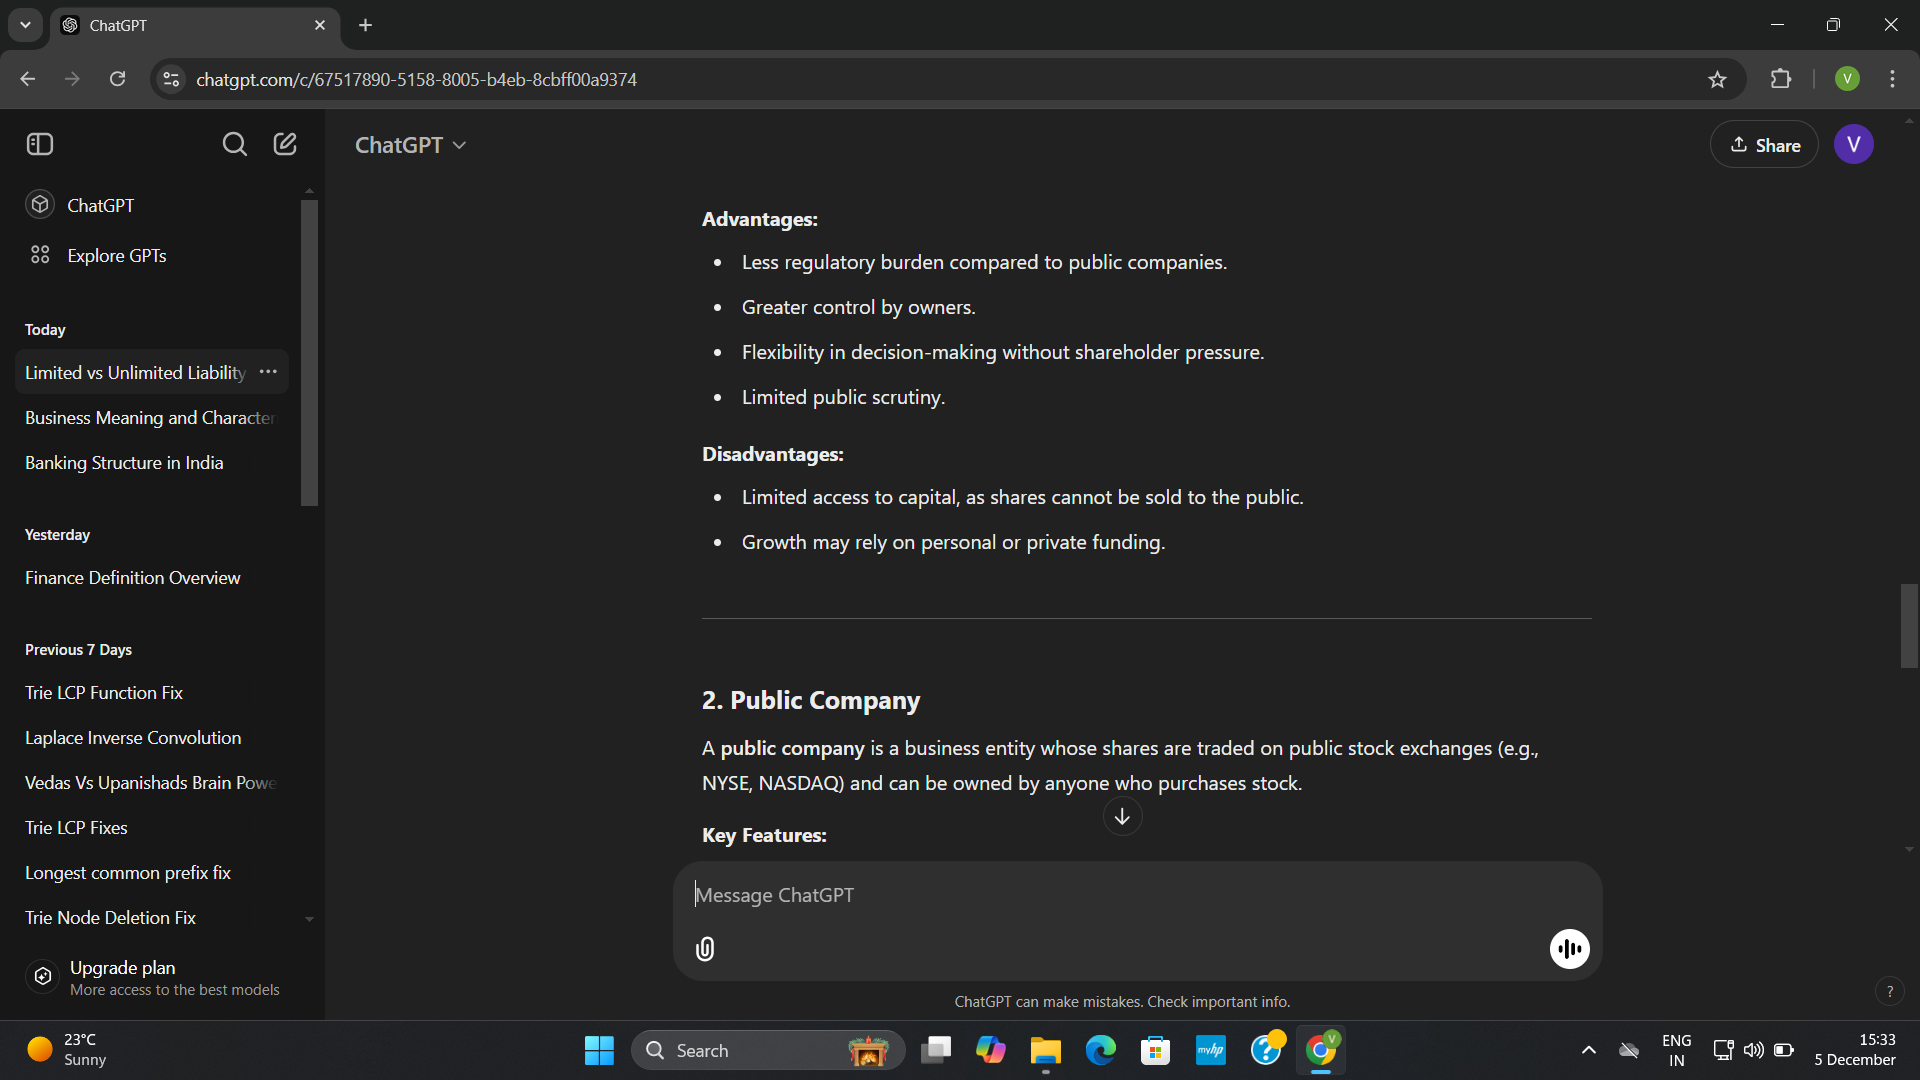 ChatGPT
chatgpt.com/c/67517890-5158-8005-b4eb-8cbff00a9374
V
ChatGPT
Share
V
ChatGPT
Explore GPTs
Today
Limited vs Unlimited Liability
Business Meaning and Character
Banking Structure in India
Yesterday
Finance Definition Overview
Previous 7 Days
Trie LCP Function Fix
Laplace Inverse Convolution
Vedas Vs Upanishads Brain Powe
Trie LCP Fixes
Longest common prefix fix
Trie Node Deletion Fix
Upgrade plan
More access to the best models
Advantages:
• Less regulatory burden compared to public companies.
• Greater control by owners.
• Flexibility in decision-making without shareholder pressure.
• Limited public scrutiny.
Disadvantages:
• Limited access to capital, as shares cannot be sold to the public.
• Growth may rely on personal or private funding.
2. Public Company
A public company is a business entity whose shares are traded on public stock exchanges (e.g.,
NYSE, NASDAQ) and can be owned by anyone who purchases stock.
Key Features:
Message ChatGPT
ChatGPT can make mistakes. Check important info.
?
23°C
Sunny
Search
myhp
V
ENG
IN
15:33
5 December